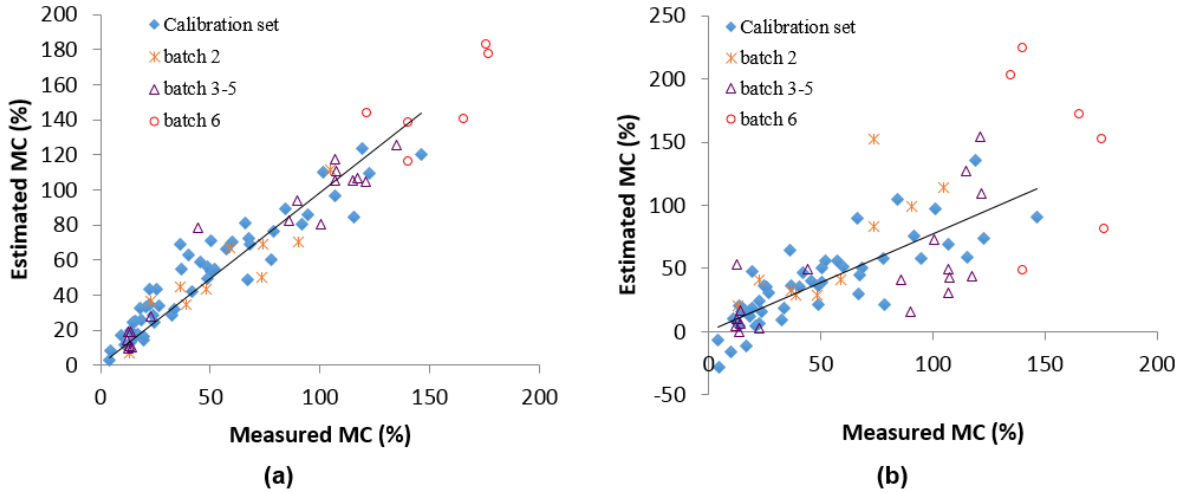 200
180
160
140
120
100
80
60
40
20
0
0 50 100 150 200
Estimated MC (%)
Measured MC (%)
Calibration set
batch 2
batch 3-5
batch 6
(a)
250
200
150
100
50
0
-50
0 50 100 150 200
Estimated MC (%)
Measured MC (%)
Calibration set
batch 2
batch 3-5
batch 6
(b)